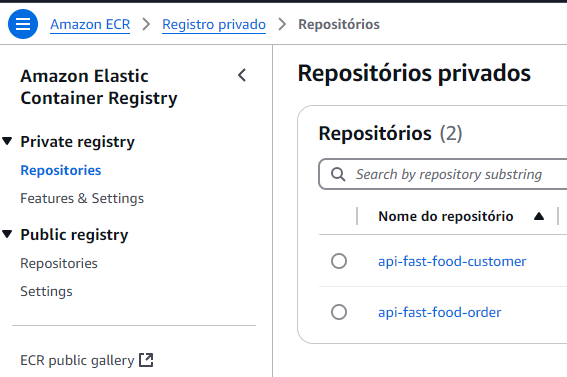 Amazon ECR > Registro privado > Repositórios
Amazon Elastic
Container Registry
Private registry
Repositories
Features & Settings
Public registry
Repositories
Settings
ECR public gallery
Repositórios privados
Repositórios (2)
Search by repository substring
Nome do repositório
api-fast-food-customer
api-fast-food-order